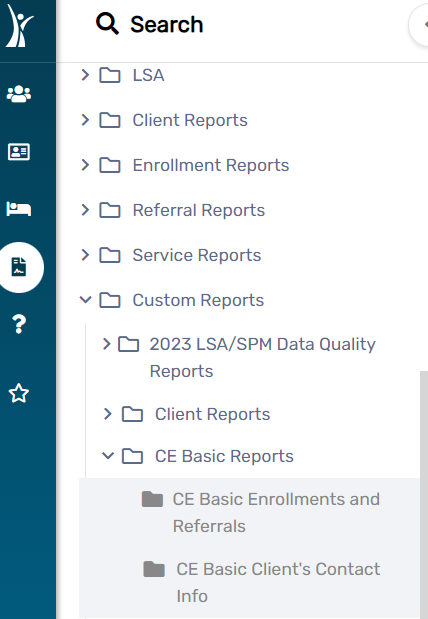 Search
LSA
Client Reports
Enrollment Reports
Referral Reports
Service Reports
Custom Reports
2023 LSA/SPM Data Quality
Reports
Client Reports
CE Basic Reports
CE Basic Enrollments and
Referrals
CE Basic Client's Contact
Info